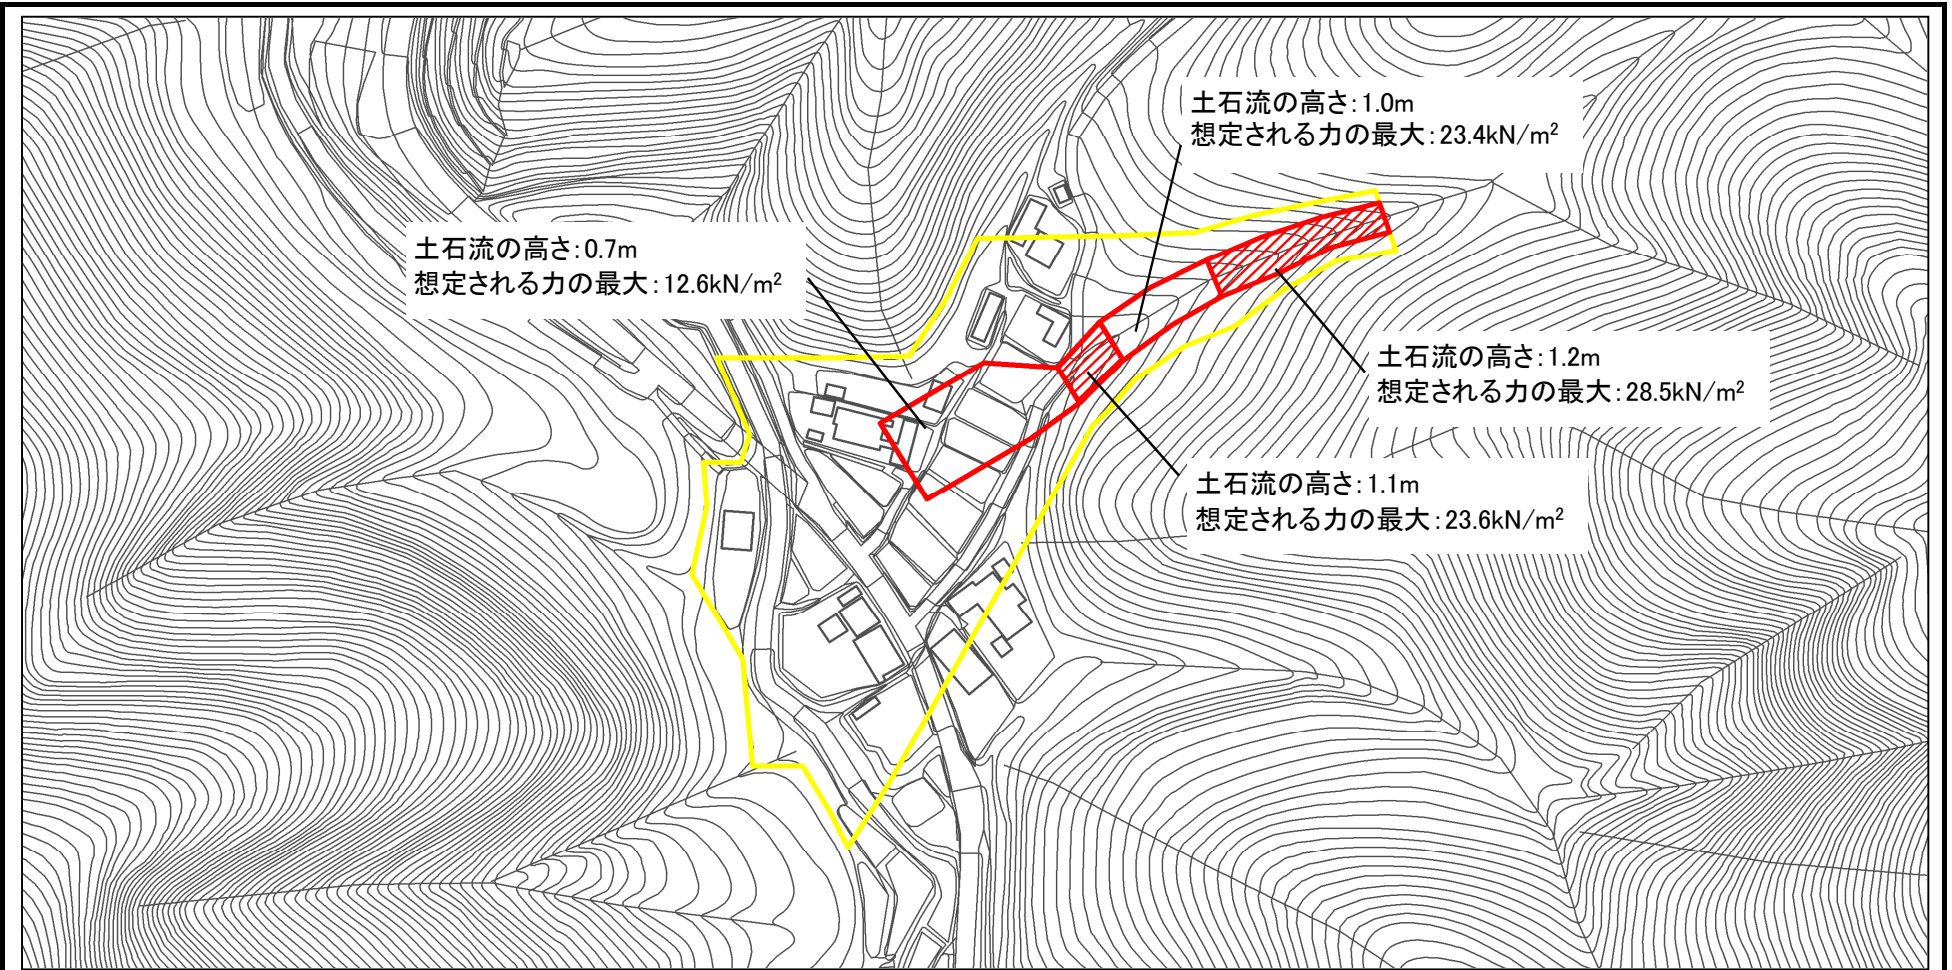 土石流の高さ:1.0m
想定される力の最大:23.4kN/m²
土石流の高さ:0.7m
想定される力の最大:12.6kN/m²
土石流の高さ:1.2m
想定される力の最大:28.5kN/m²
土石流の高さ:1.1m
想定される力の最大:23.6kN/m²